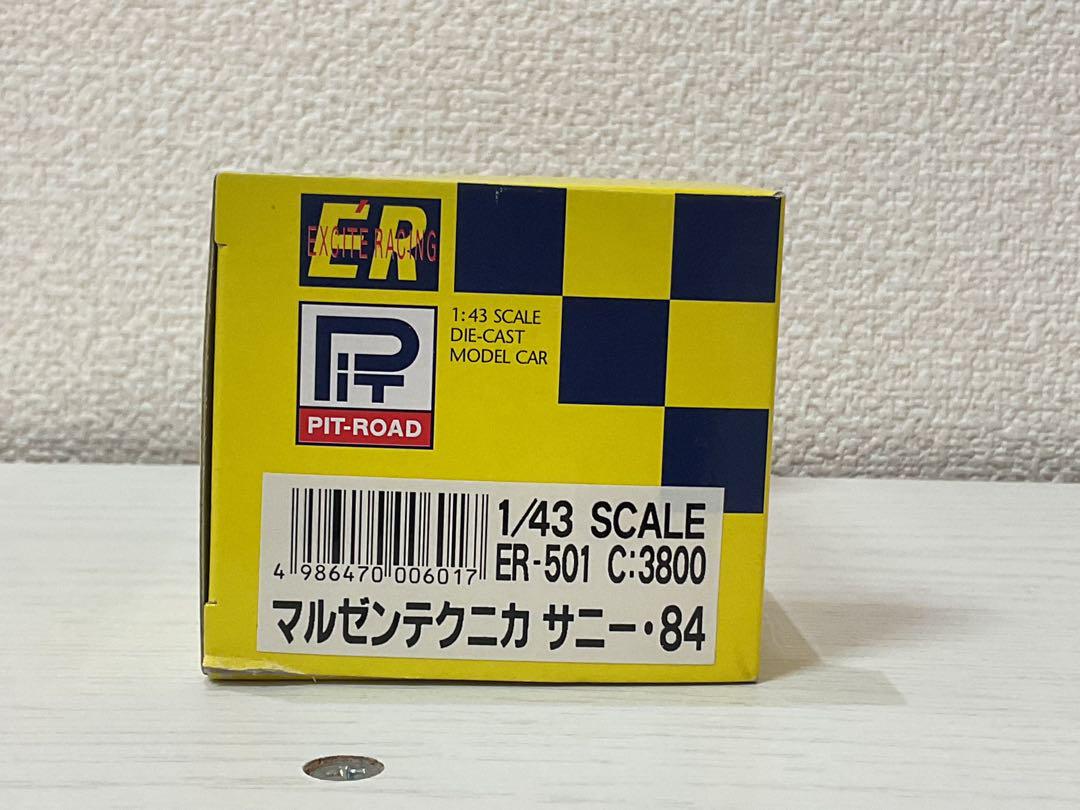 E'R
EXCITE RACING
PiT
PIT-ROAD
1:43 SCALE
DIE-CAST
MODEL CAR
1/43 SCALE
ER-501 C:3800
4 986470 006017
マルゼンテクニカ サニー・84